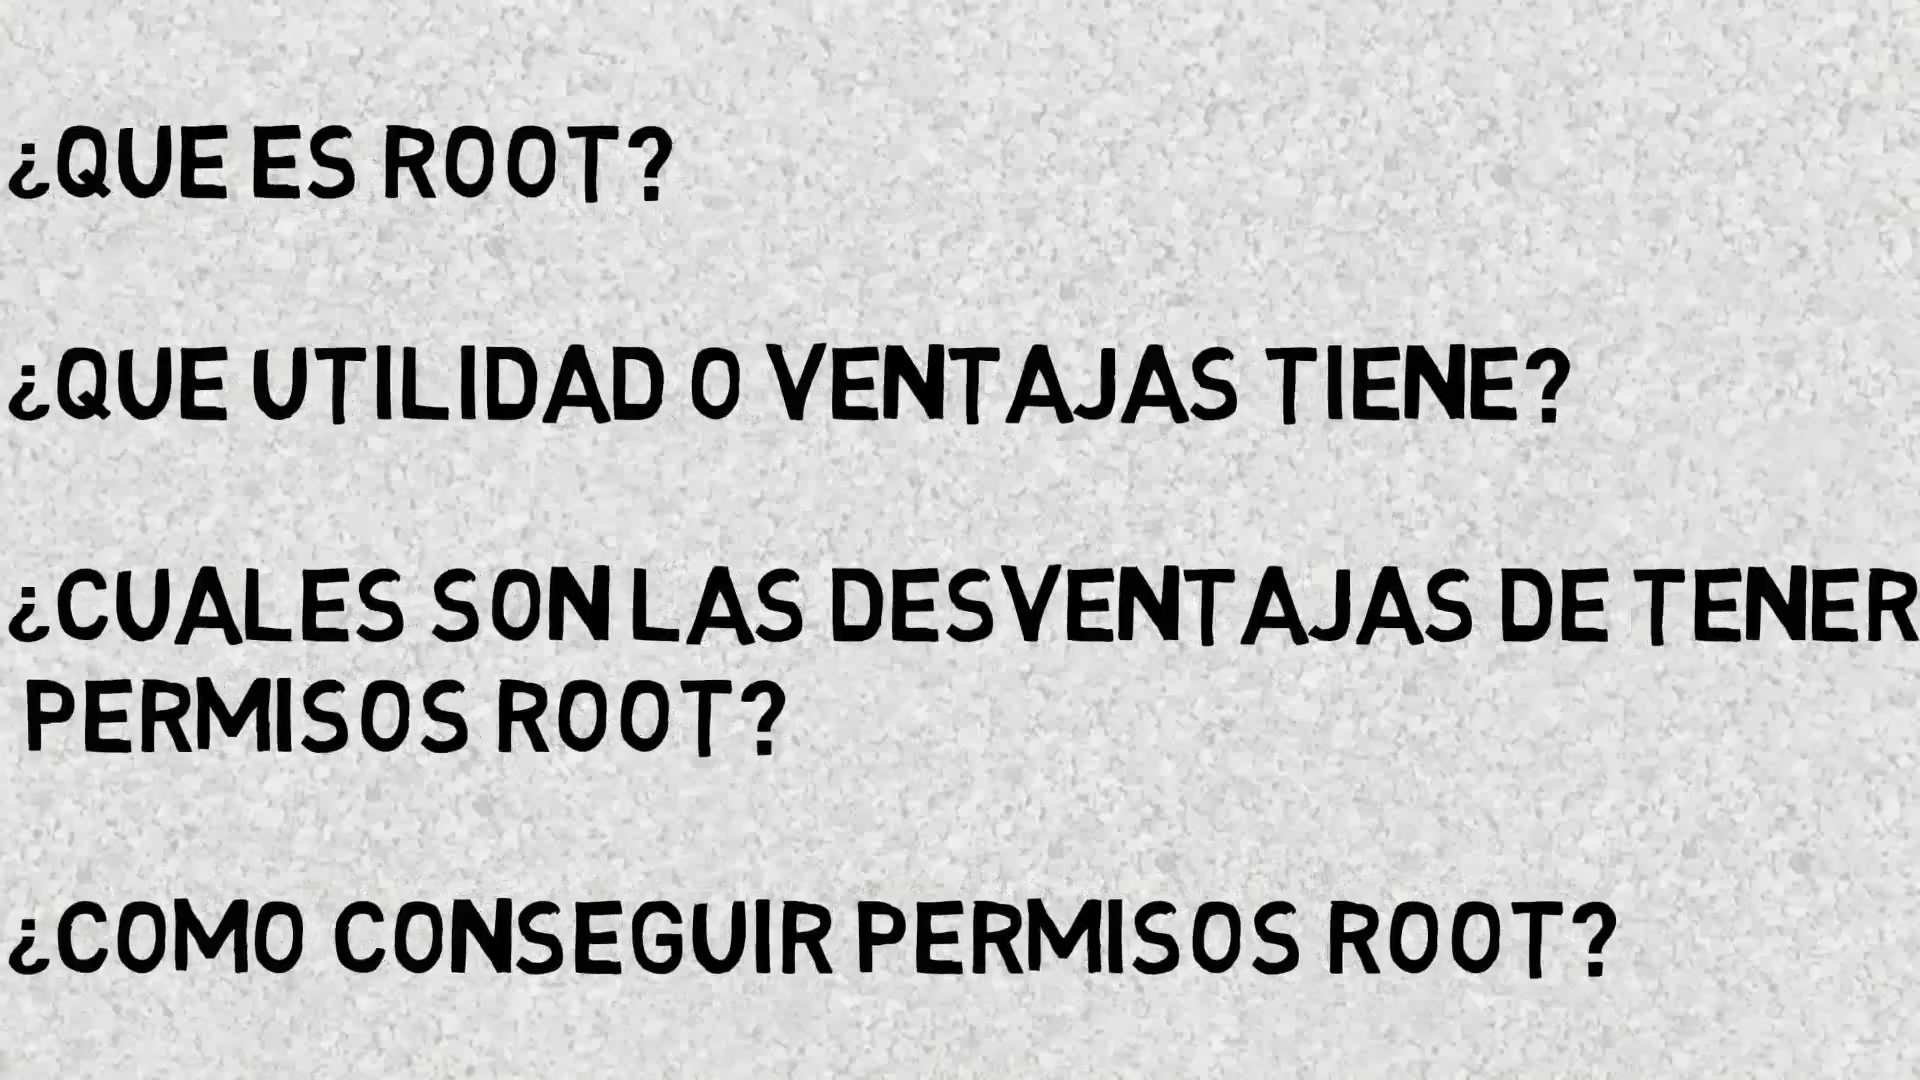 ¿QUE ES ROOT?
¿QUE UTILIDAD O VENTAJAS TIENE?
¿CUALES SON LAS DESVENTAJAS DE TENER
PERMISOS ROOT?
¿COMO CONSEGUIR PERMISOS ROOT?